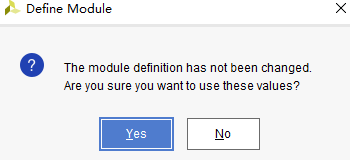 Define Module
The module definition has not been changed.
Are you sure you want to use these values?
Yes
No